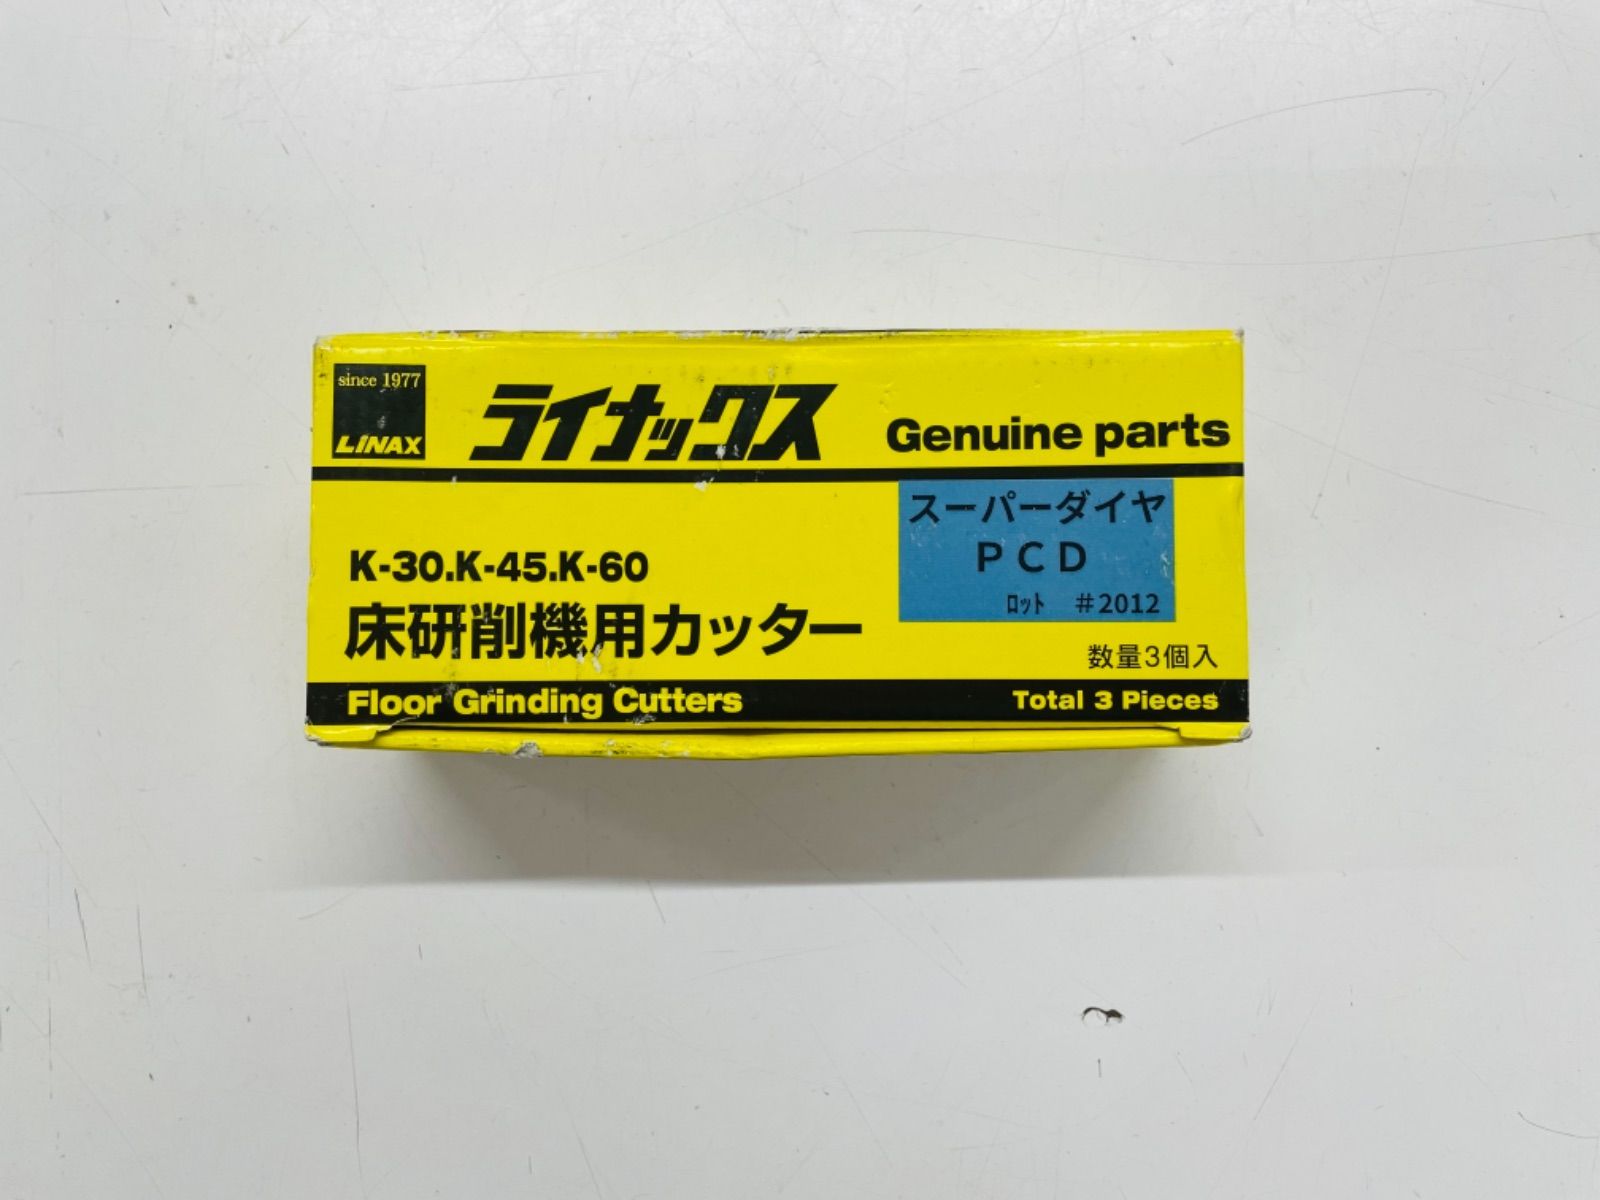 since 1977
LINAX
ライナックス
Genuine parts
スーパーダイヤ
ＰＣＤ
ﾛｯﾄ ＃2012
K-30.K-45.K-60
床研削機用カッター
数量3個入
Floor Grinding Cutters
Total 3 Pieces